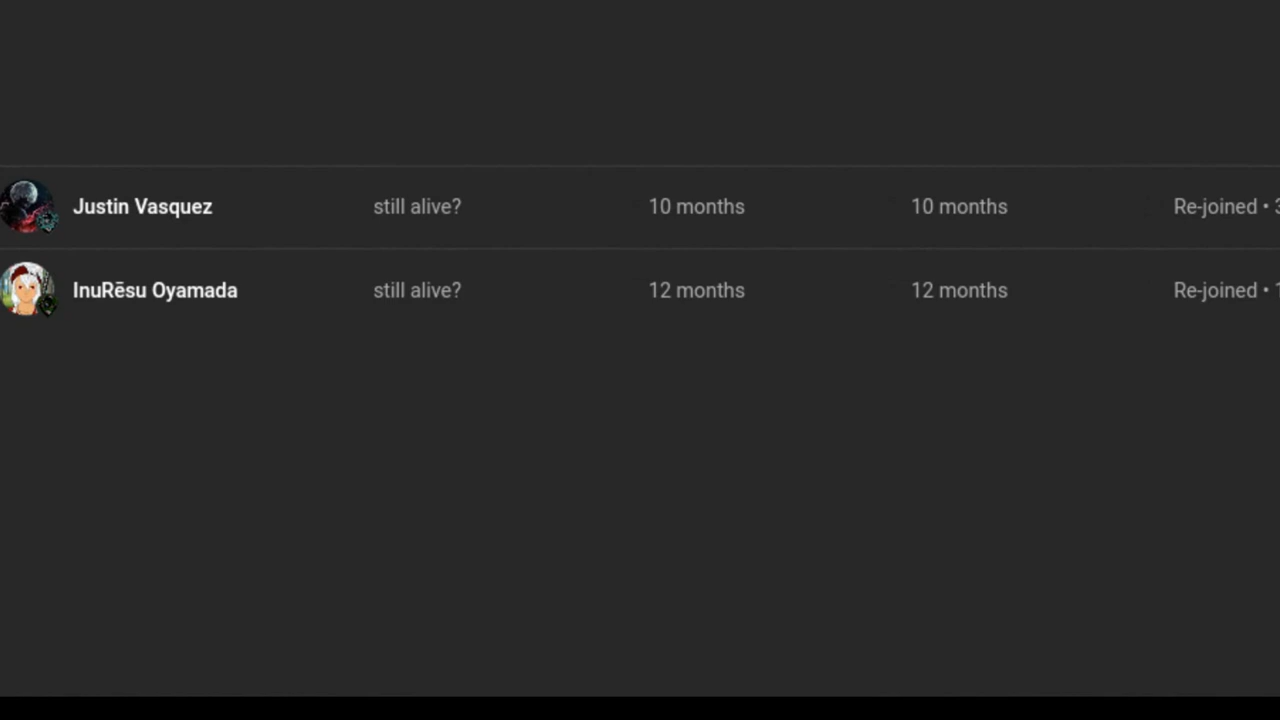 Justin Vasquez still alive? 10 months 10 months Re-joined •
InuRēsu Oyamada still alive? 12 months 12 months Re-joined •